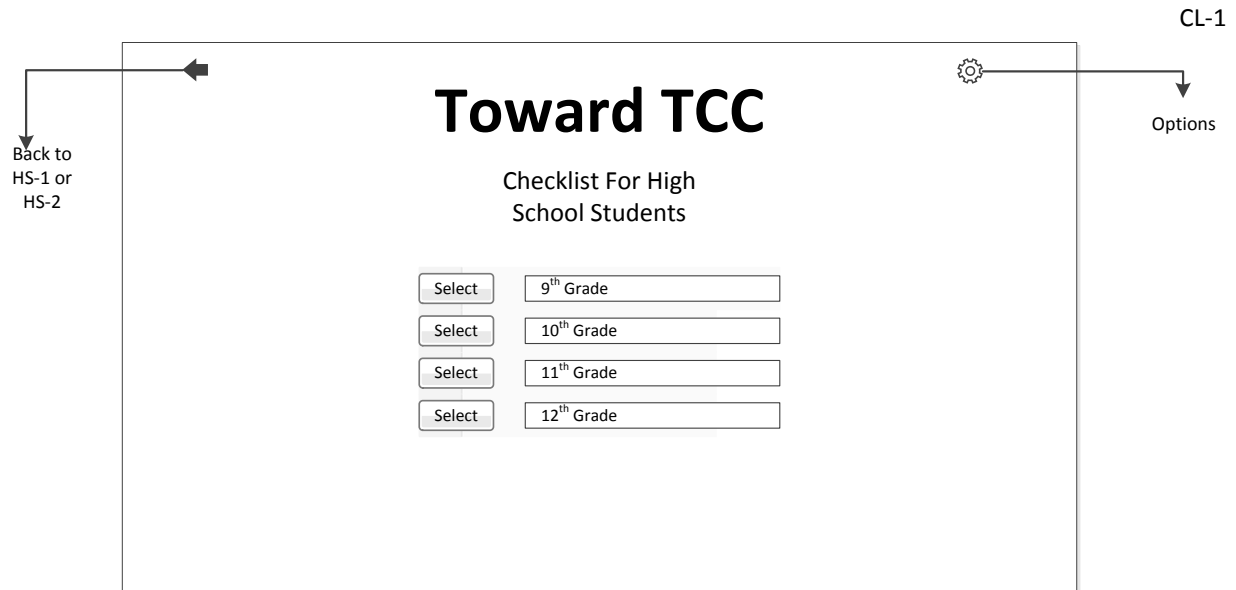 CL-1
Toward TCC
Options
Back to
HS-1 or
HS-2
Checklist For High
School Students
Select 9th Grade
Select 10th Grade
Select 11th Grade
Select 12th Grade